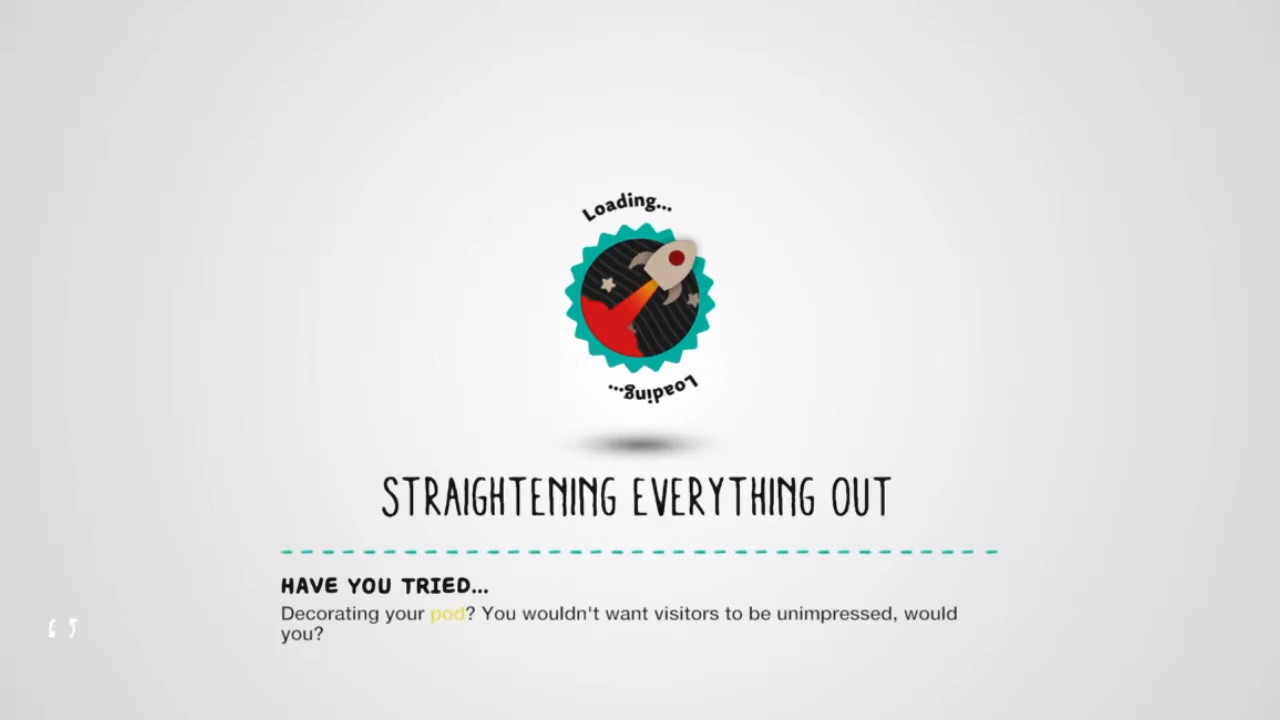 Loading...
Loading...
STRAIGHTENING EVERYTHING OUT
HAVE YOU TRIED...
Decorating your pod? You wouldn't want visitors to be unimpressed, would
you?